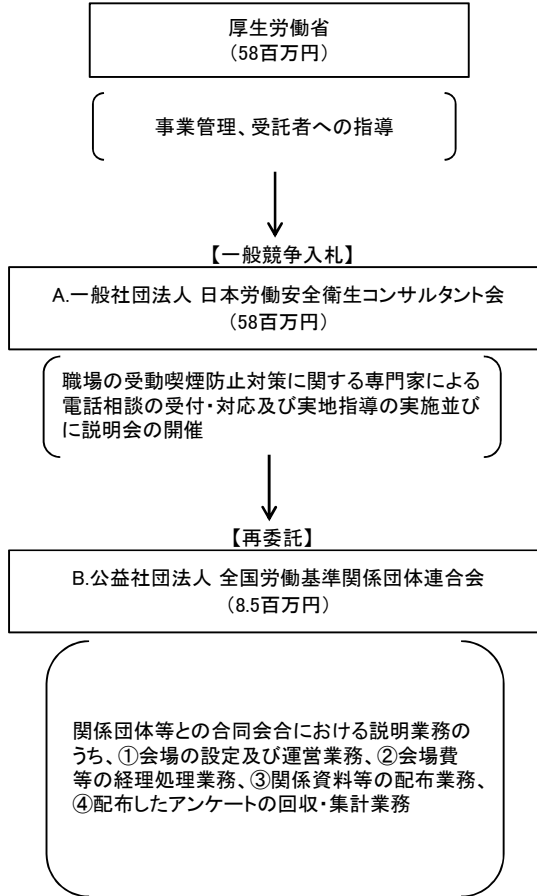 厚生労働省
(58百万円)
事業管理、受託者への指導
【一般競争入札】
A.一般社団法人 日本労働安全衛生コンサルタント会
(58百万円)
職場の受動喫煙防止対策に関する専門家による
電話相談の受付・対応及び実地指導の実施並び
に説明会の開催
【再委託】
B.公益社団法人 全国労働基準関係団体連合会
(8.5百万円)
関係団体等との合同会合における説明業務の
うち、①会場の設定及び運営業務、②会場費
等の経理処理業務、③関係資料等の配布業務、
④配布したアンケートの回収・集計業務